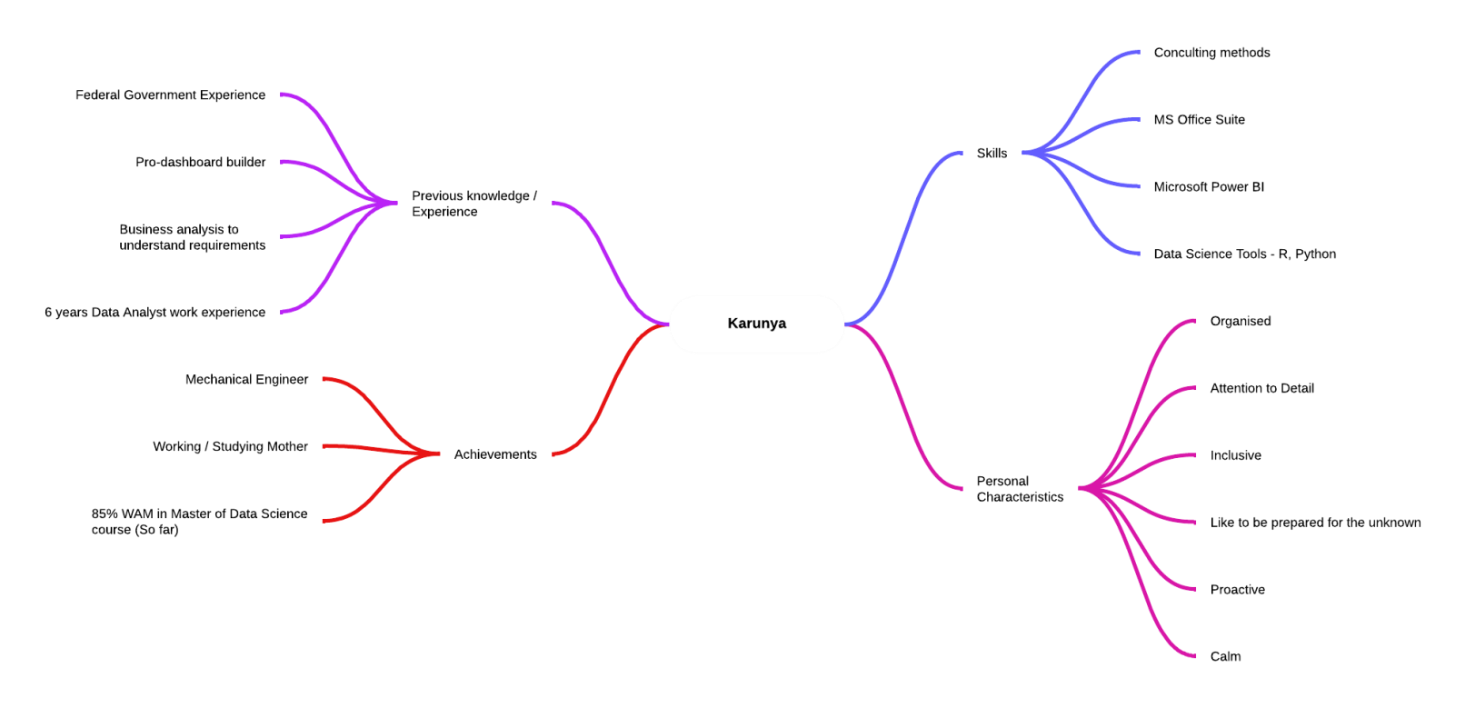 Karunya
Previous knowledge /
Experience
Federal Government Experience
Pro-dashboard builder
Business analysis to
understand requirements
6 years Data Analyst work experience
Achievements
Mechanical Engineer
Working / Studying Mother
85% WAM in Master of Data Science
course (So far)
Skills
Conculting methods
MS Office Suite
Microsoft Power BI
Data Science Tools - R, Python
Personal
Characteristics
Organised
Attention to Detail
Inclusive
Like to be prepared for the unknown
Proactive
Calm